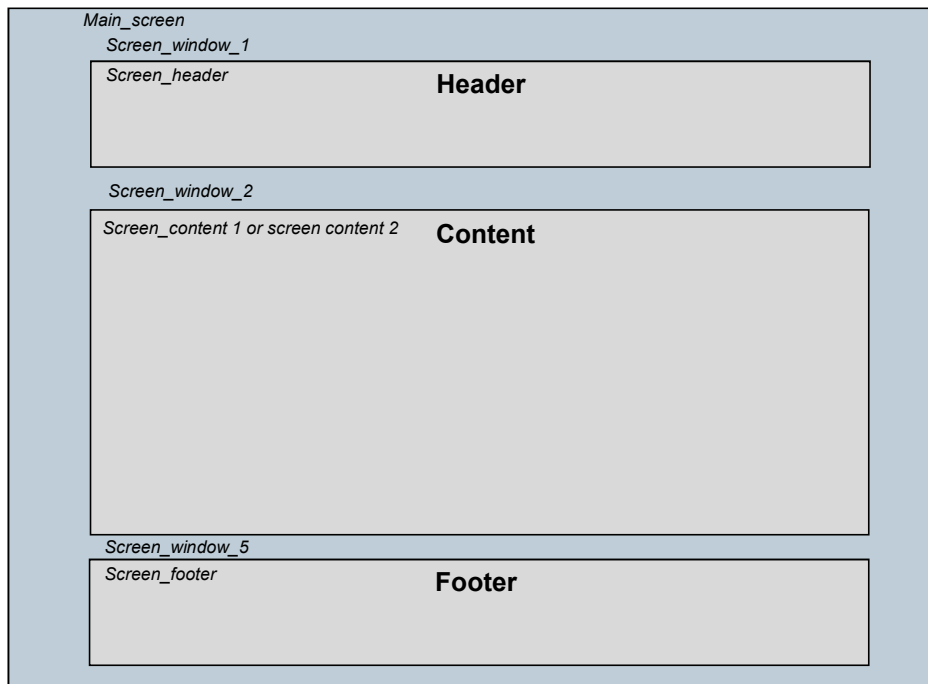 Main_screen
Screen_window_1
Screen_header
Header
Screen_window_2
Screen_content 1 or screen content 2
Content
Screen_window_5
Screen_footer
Footer